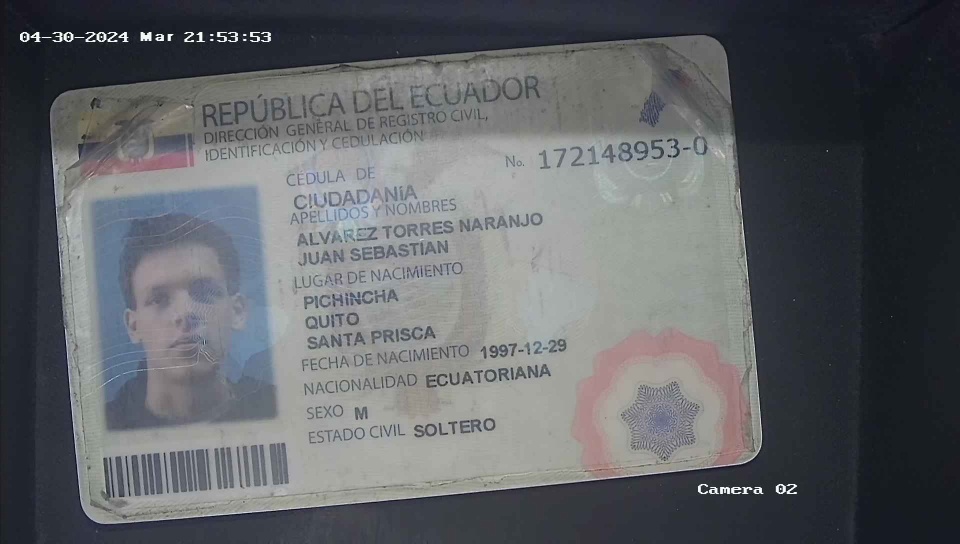 04-30-2024 Mar 21:53:53
REPÚBLICA DEL ECUADOR
DIRECCIÓN GENERAL DE REGISTRO CIVIL,
IDENTIFICACIÓN Y CEDULACIÓN
No. 172148953-0
CÉDULA DE
CIUDADANÍA
APELLIDOS Y NOMBRES
ALVAREZ TORRES NARANJO
JUAN SEBASTIAN
LUGAR DE NACIMIENTO
PICHINCHA
QUITO
SANTA PRISCA
FECHA DE NACIMIENTO 1997-12-29
NACIONALIDAD ECUATORIANA
SEXO M
ESTADO CIVIL SOLTERO
Camera 02